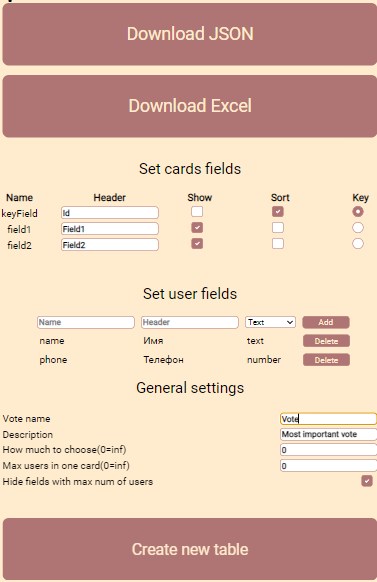 Download JSON
Download Excel
Set cards fields
Name Header Show Sort Key
keyField Id
field1 Field1
field2 Field2
Set user fields
Name Header Text Add
name Имя text Delete
phone Телефон number Delete
General settings
Vote name Vote
Description Most important vote
How much to choose(0=inf) 0
Max users in one card(0=inf) 0
Hide fields with max num of users
Create new table